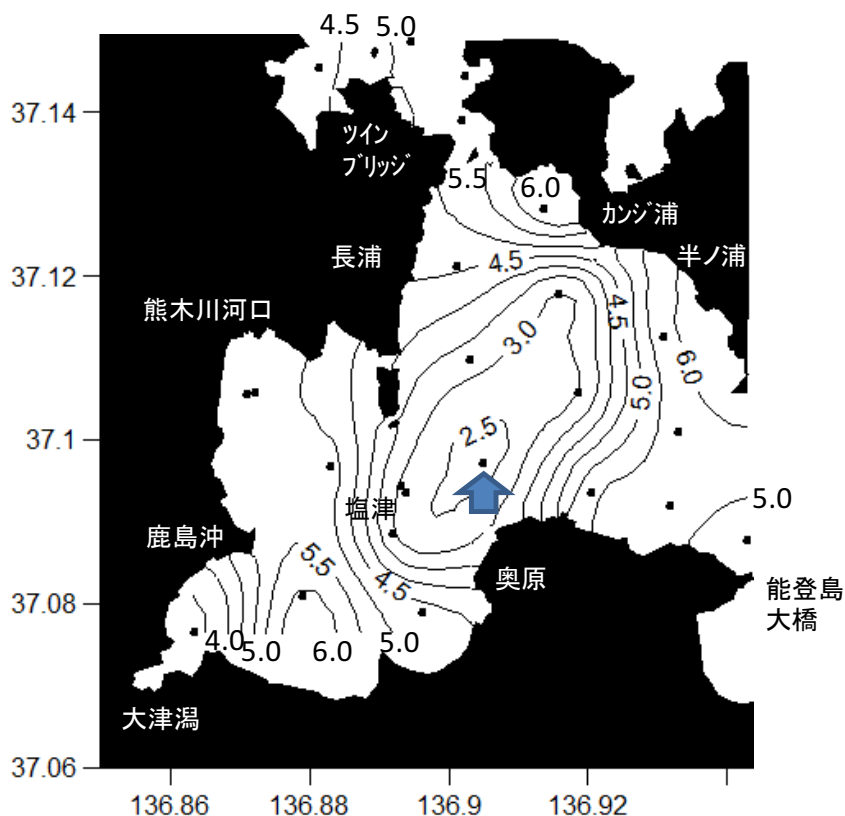 4.5
5.0
37.14
ツイン
ブリッジ
5.5
6.0
カンジ浦
長浦
半ノ浦
37.12
4.5
熊木川河口
3.0
4.5
6.0
5.0
37.1
2.5
塩津
5.0
鹿島沖
5.5
4.5
奥原
能登島
大橋
37.08
4.0
5.0
6.0
5.0
大津潟
37.06
136.86
136.88
136.9
136.92